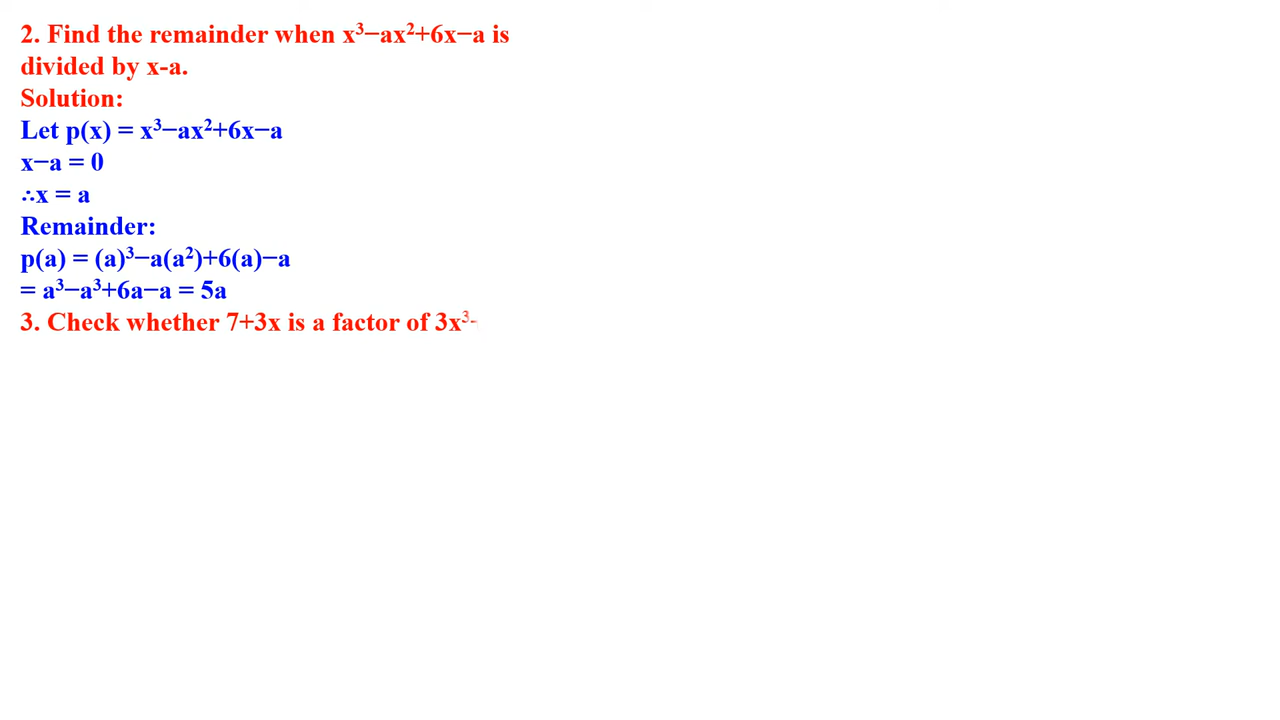 2. Find the remainder when x³−ax²+6x−a is
divided by x-a.
Solution:
Let p(x) = x³−ax²+6x−a
x−a = 0
∴x = a
Remainder:
p(a) = (a)³−a(a²)+6(a)−a
= a³−a³+6a−a = 5a
3. Check whether 7+3x is a factor of 3x³